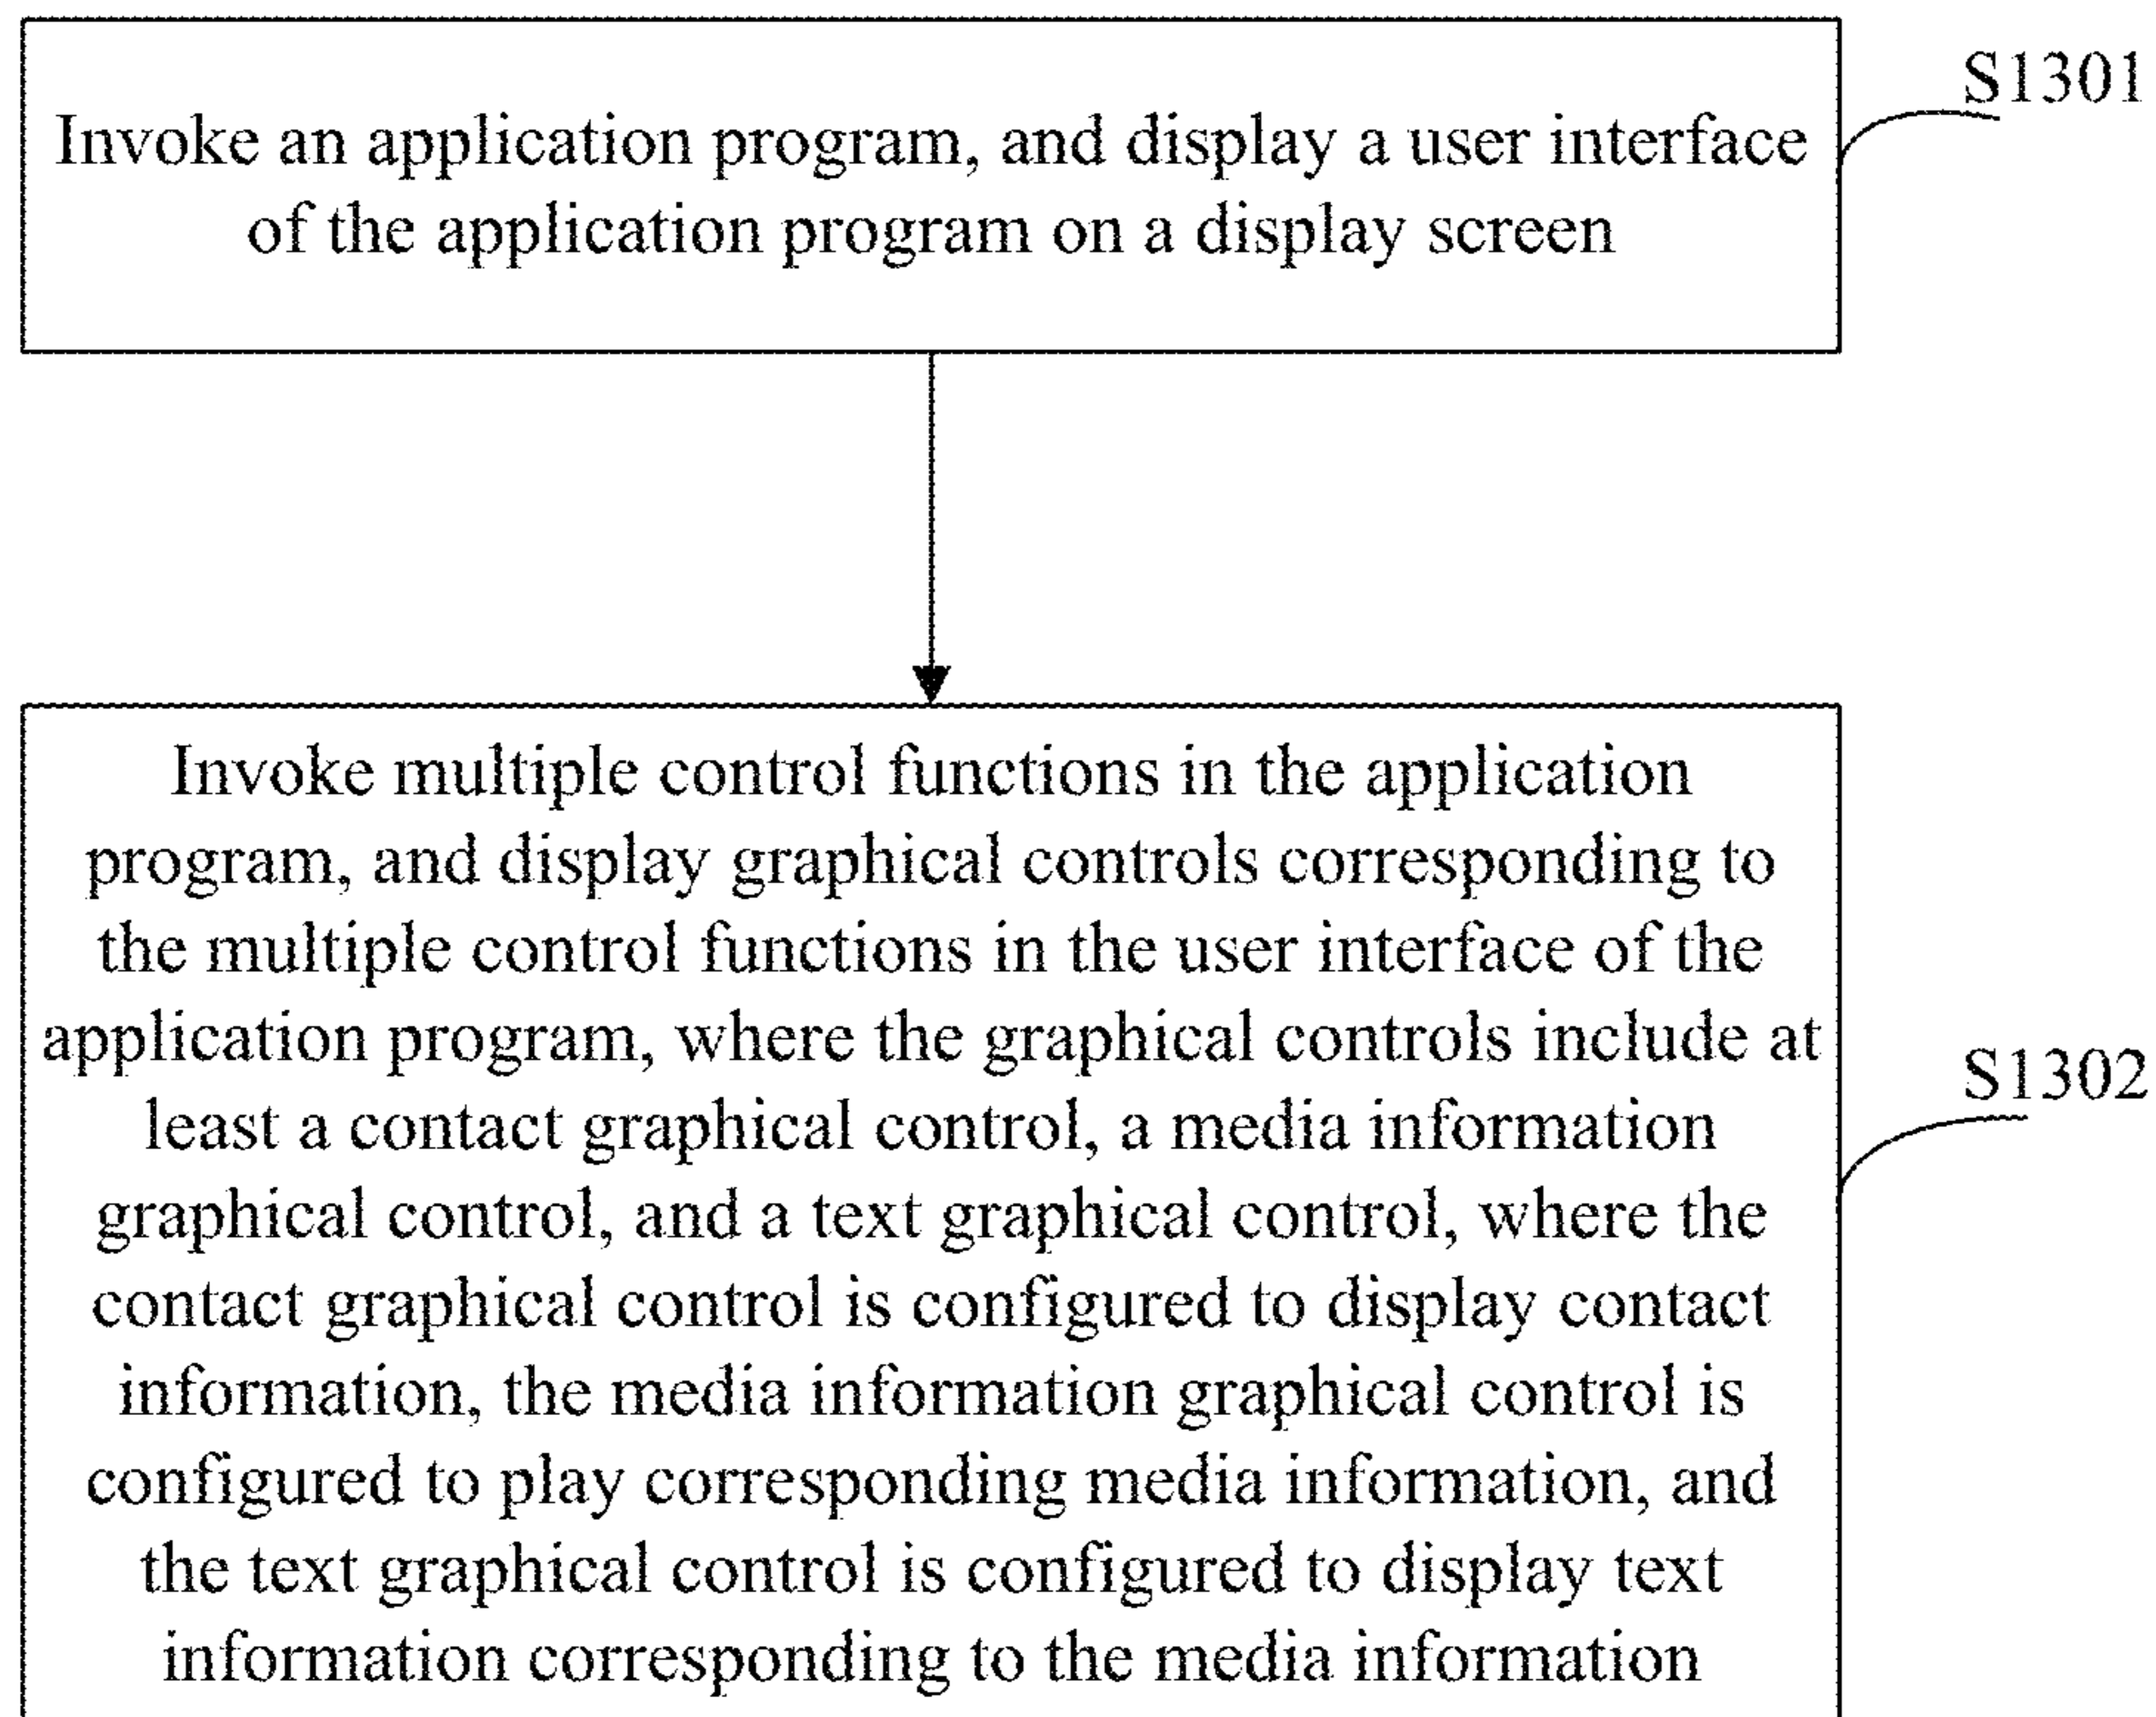 S1301
Invoke an application program, and display a user interface
of the application program on a display screen
Invoke multiple control functions in the application
program, and display graphical controls corresponding to
the multiple control functions in the user interface of the
application program, where the graphical controls include at
least a contact graphical control, a media information
graphical control, and a text graphical control, where the
contact graphical control is configured to display contact
information, the media information graphical control is
configured to play corresponding media information, and
the text graphical control is configured to display text
information corresponding to the media information
S1302